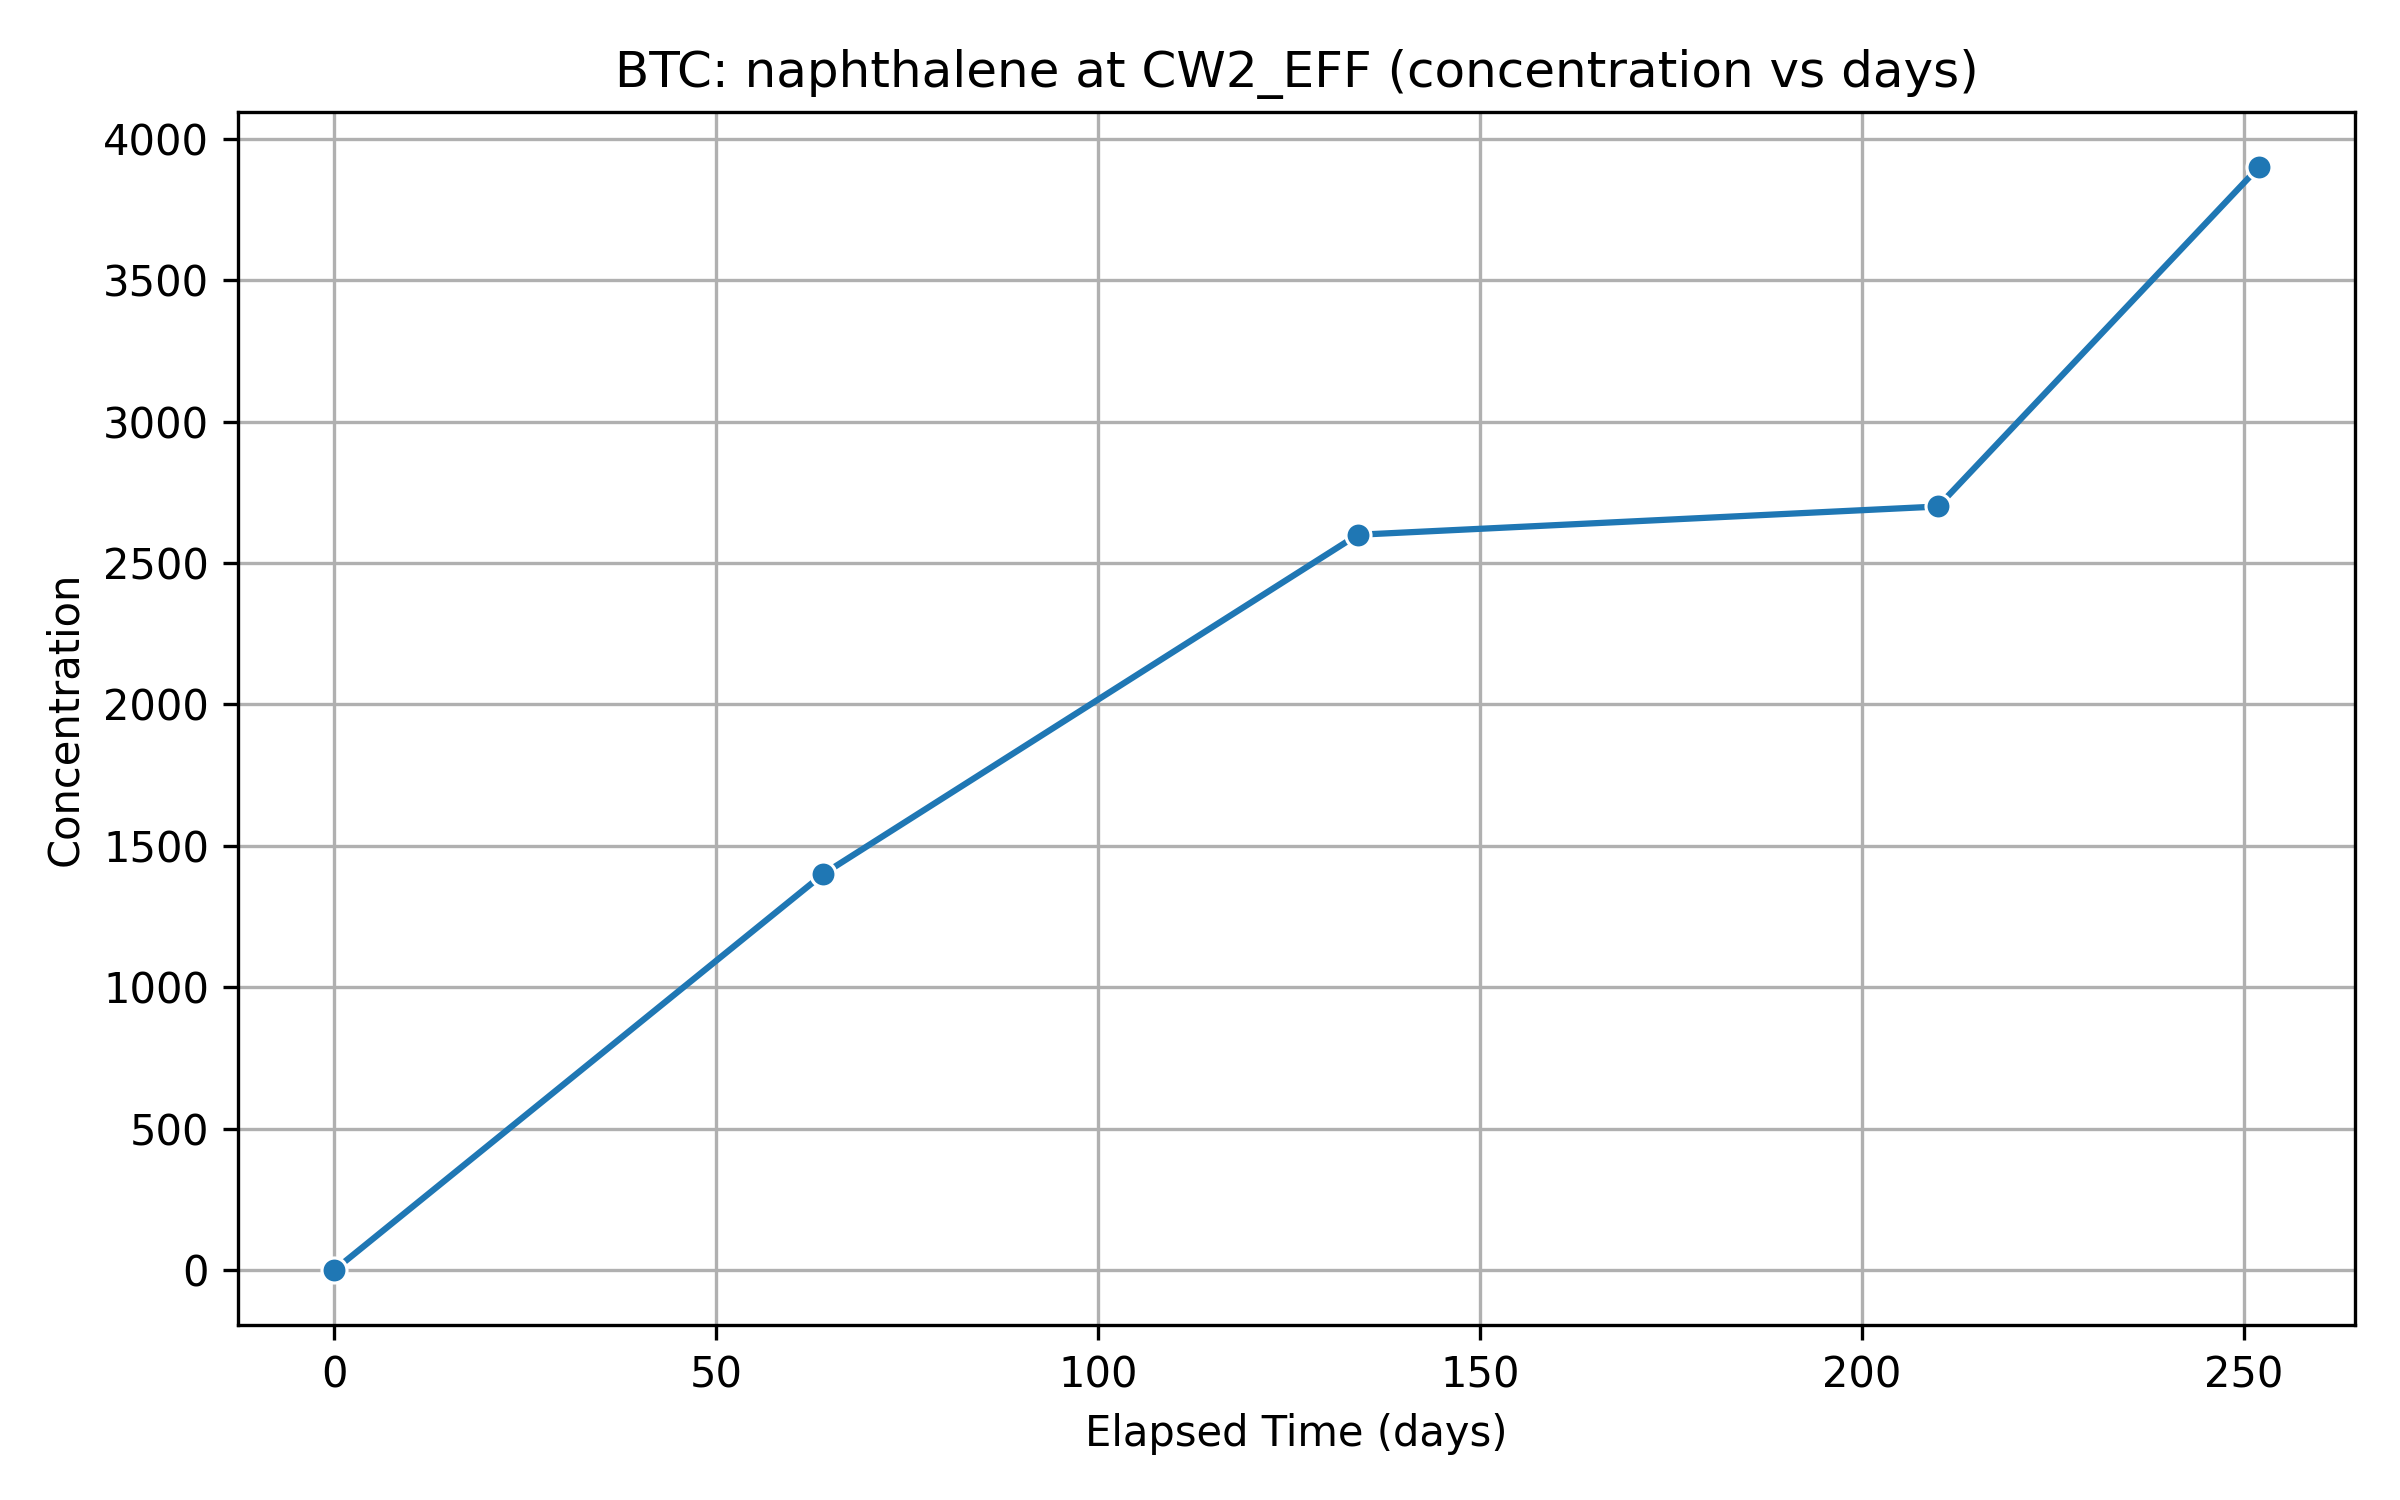 BTC: naphthalene at CW2_EFF (concentration vs days)
4000
3500
3000
2500
2000
1500
1000
500
0
Concentration
0 50 100 150 200 250
Elapsed Time (days)